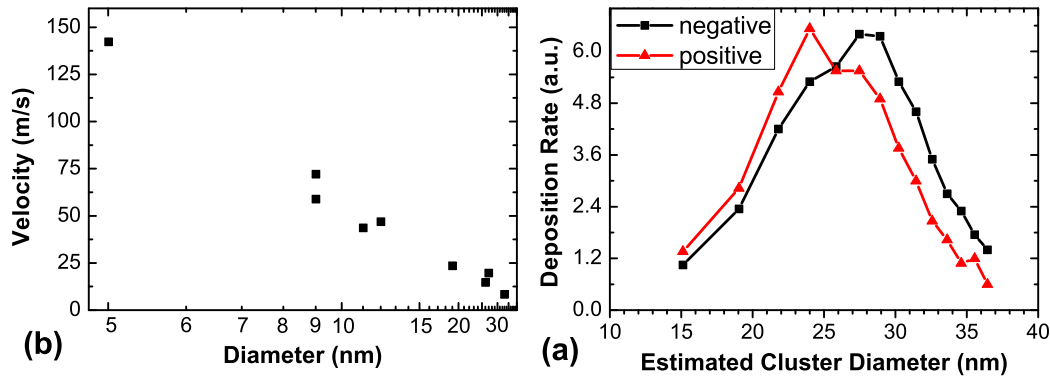 150
125
100
75
50
25
0
Velocity (m/s)
5 6 7 8 9 10 15 20 25 30
Diameter (nm)
(b)
negative
positive
6.0
4.8
3.6
2.4
1.2
0.0
Deposition Rate (a.u.)
10 15 20 25 30 35 40
Estimated Cluster Diameter (nm)
(a)